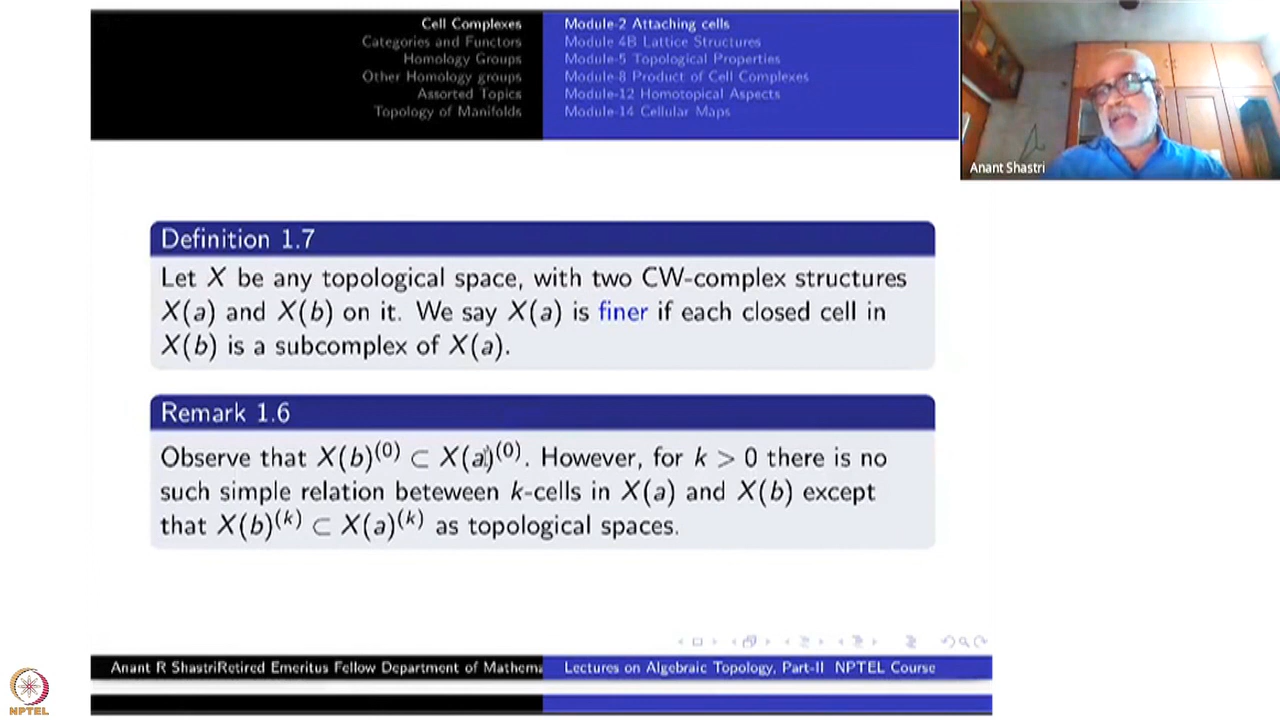 Cell Complexes
Categories and Functors
Homology Groups
Other Homology groups
Assorted Topics
Topology of Manifolds
Module-2 Attaching cells
Module 4B Lattice Structures
Module-5 Topological Properties
Module-8 Product of Cell Complexes
Module-12 Homotopical Aspects
Module-14 Cellular Maps
Anant Shastri
Definition 1.7
Let X be any topological space, with two CW-complex structures
X(a) and X(b) on it. We say X(a) is finer if each closed cell in
X(b) is a subcomplex of X(a).
Remark 1.6
Observe that X(b)^(0) ⊂ X(a)^(0). However, for k > 0 there is no
such simple relation beteween k-cells in X(a) and X(b) except
that X(b)^(k) ⊂ X(a)^(k) as topological spaces.
Anant R ShastriRetired Emeritus Fellow Department of Mathema
Lectures on Algebraic Topology, Part-II NPTEL Course
NPTEL